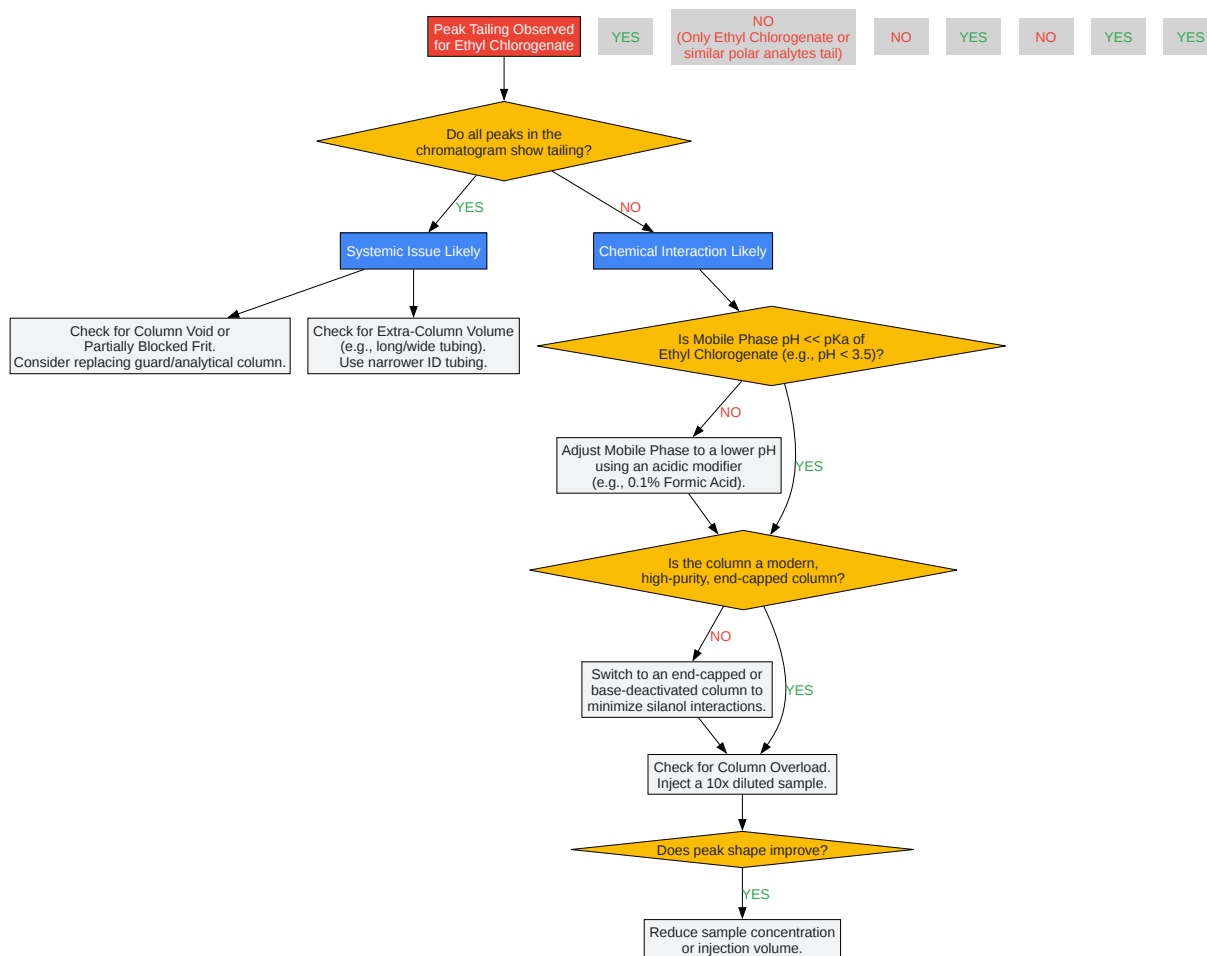 Peak Tailing Observed
for Ethyl Chlorogenate
YES
NO
(Only Ethyl Chlorogenate or
similar polar analytes tail)
NO
YES
NO
YES
YES
Do all peaks in the
chromatogram show tailing?
YES
NO
Systemic Issue Likely
Chemical Interaction Likely
Check for Column Void or
Partially Blocked Frit.
Consider replacing guard/analytical column.
Check for Extra-Column Volume
(e.g., long/wide tubing).
Use narrower ID tubing.
Is Mobile Phase pH << pKa of
Ethyl Chlorogenate (e.g., pH < 3.5)?
NO
YES
Adjust Mobile Phase to a lower pH
using an acidic modifier
(e.g., 0.1% Formic Acid).
Is the column a modern,
high-purity, end-capped column?
NO
YES
Switch to an end-capped or
base-deactivated column to
minimize silanol interactions.
Check for Column Overload.
Inject a 10x diluted sample.
Does peak shape improve?
YES
Reduce sample concentration
or injection volume.